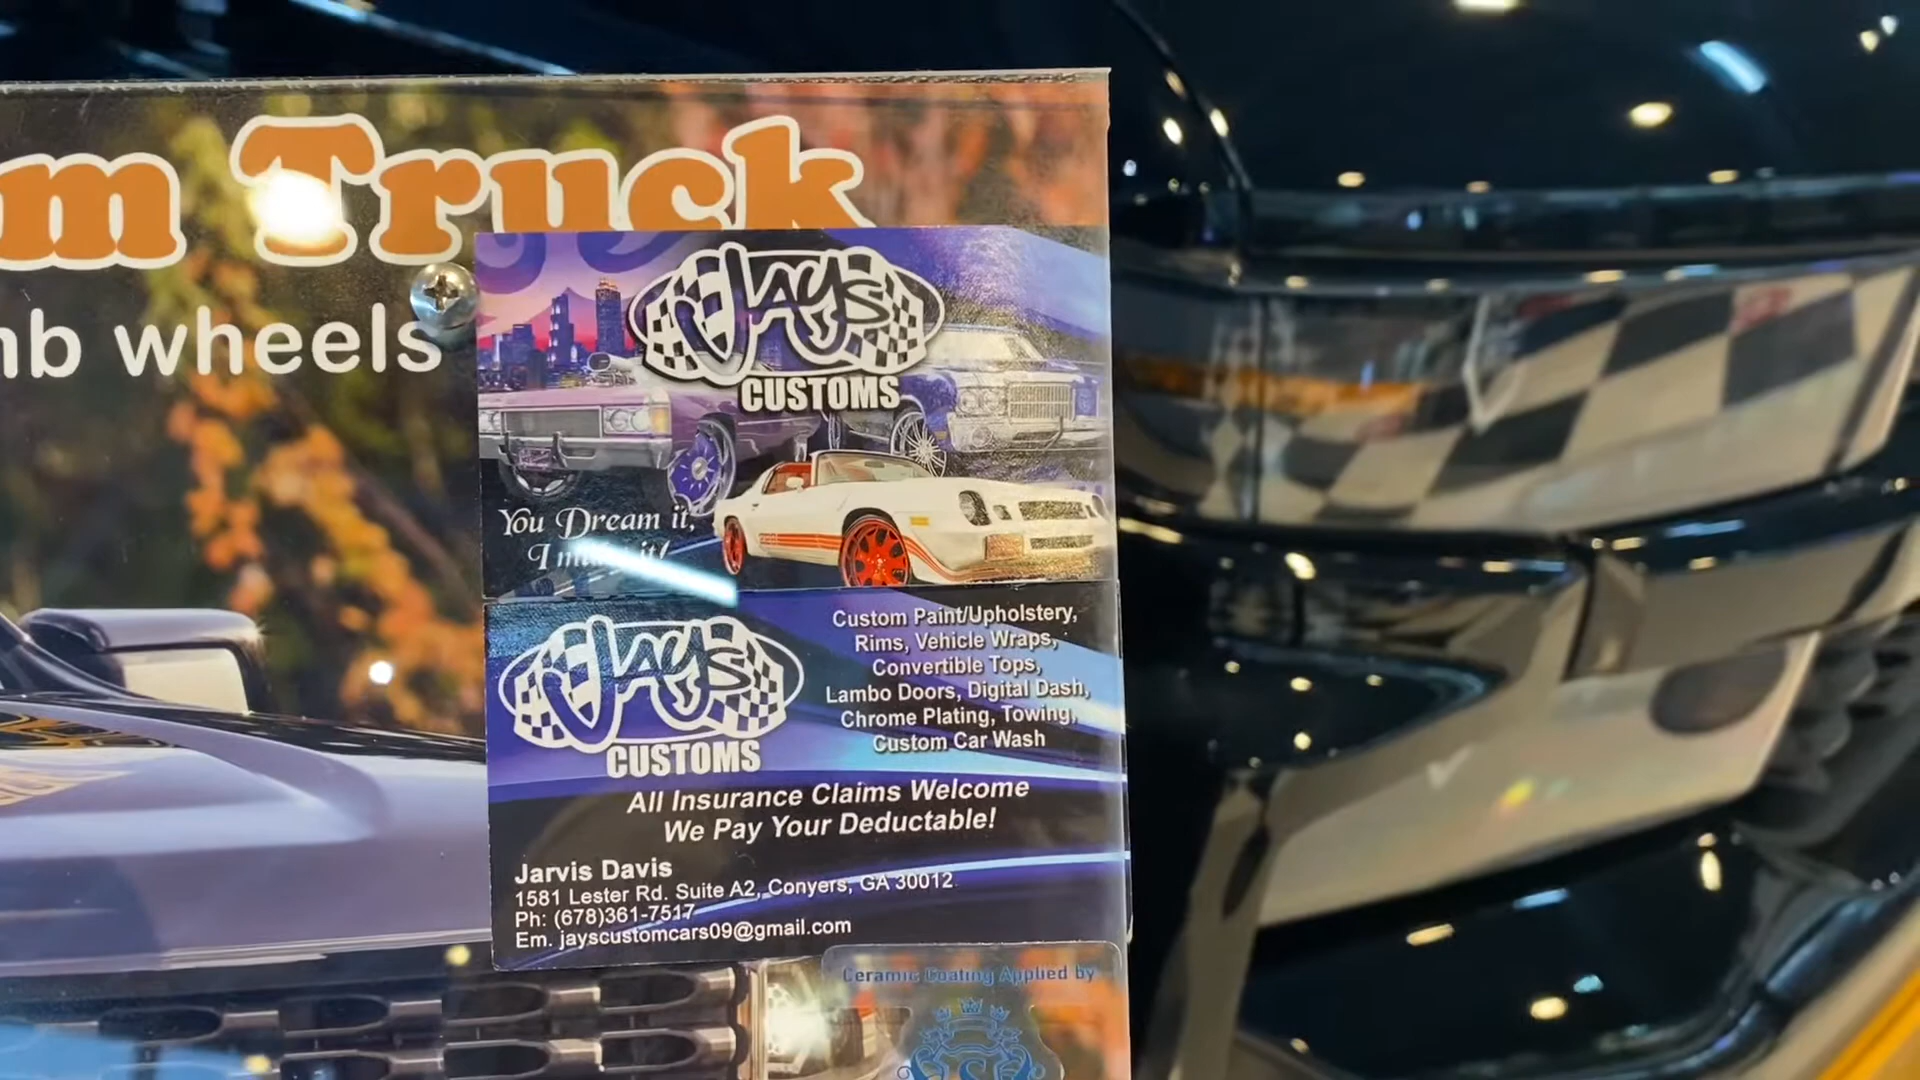 m Truck
nb wheels
JAYS
CUSTOMS
You Dream it,
I it!
JAYS
CUSTOMS
Custom Paint/Upholstery,
Rims, Vehicle Wraps,
Convertible Tops,
Lambo Doors, Digital Dash,
Chrome Plating, Towing,
Custom Car Wash
All Insurance Claims Welcome
We Pay Your Deductable!
Jarvis Davis
1581 Lester Rd. Suite A2, Conyers, GA 30012
Ph: (678)361-7517
Em. jayscustomcars09@gmail.com
Ceramic Coating Applied by